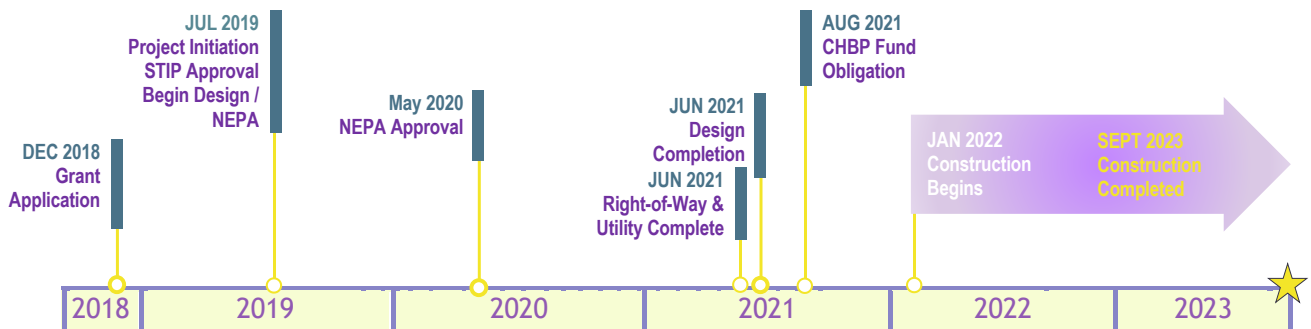 DEC 2018
Grant
Application
JUL 2019
Project Initiation
STIP Approval
Begin Design /
NEPA
May 2020
NEPA Approval
JUN 2021
Right-of-Way &
Utility Complete
JUN 2021
Design
Completion
AUG 2021
CHBP Fund
Obligation
JAN 2022
Construction
Begins
SEPT 2023
Construction
Completed
2018
2019
2020
2021
2022
2023